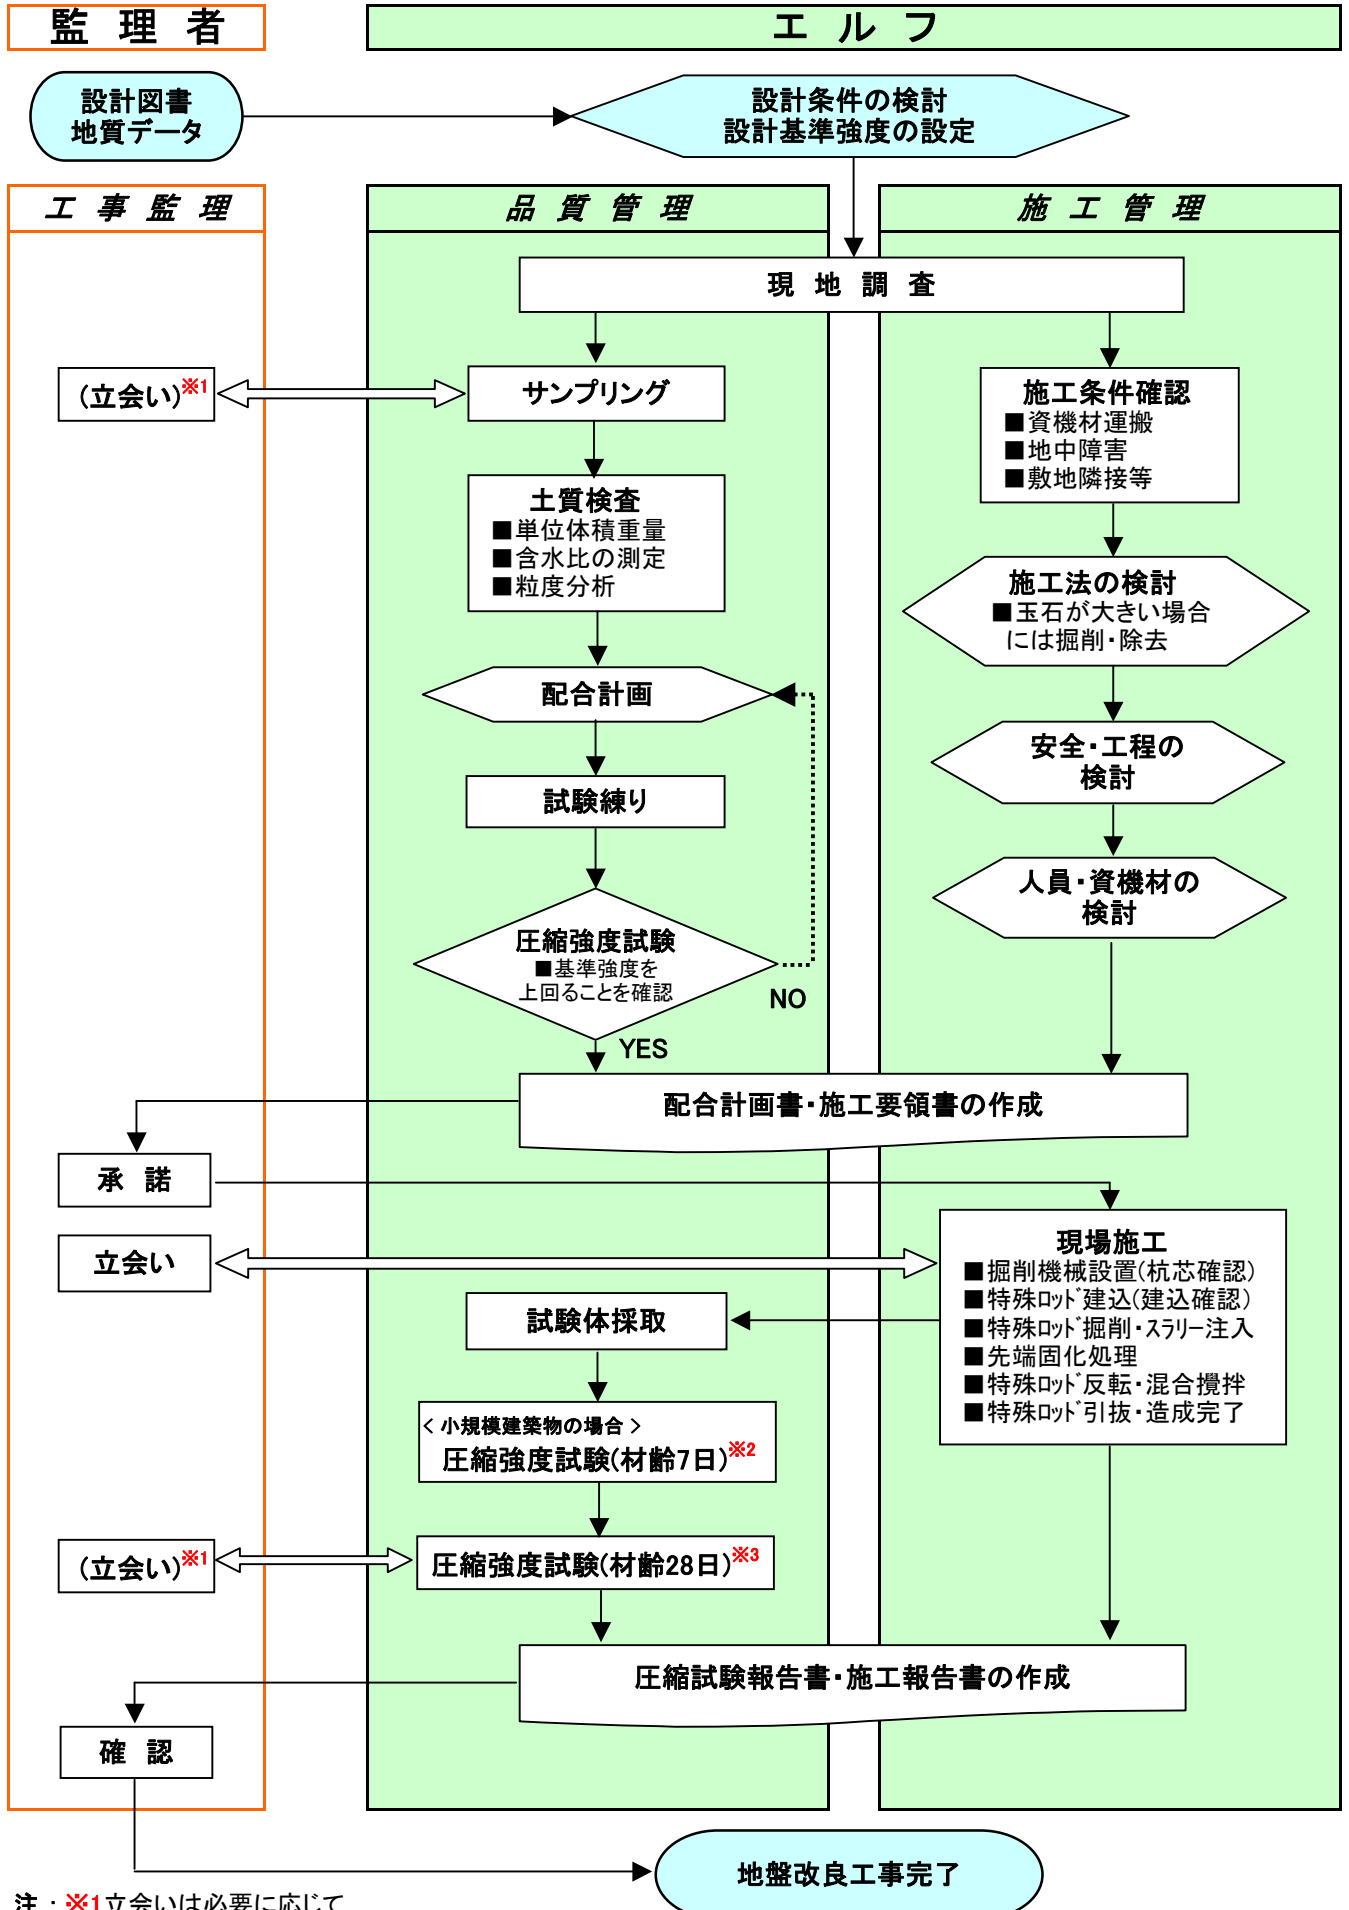 監理者
エルフ
設計図書
地質データ
設計条件の検討
設計基準強度の設定
工事監理
品質管理
施工管理
現地調査
(立会い)※1
サンプリング
施工条件確認
■資機材運搬
■地中障害
■敷地隣接等
土質検査
■単位体積重量
■含水比の測定
■粒度分析
施工法の検討
■玉石が大きい場合
には掘削・除去
配合計画
安全・工程の
検討
試験練り
人員・資機材の
検討
圧縮強度試験
■基準強度を
上回ることを確認
NO
YES
配合計画書・施工要領書の作成
承諾
立会い
現場施工
■掘削機械設置(杭芯確認)
■特殊ロッド建込(建込確認)
■特殊ロッド掘削・スラリー注入
■先端固化処理
■特殊ロッド反転・混合攪拌
■特殊ロッド引抜・造成完了
試験体採取
<小規模建築物の場合>
圧縮強度試験(材齢7日)※2
(立会い)※1
圧縮強度試験(材齢28日)※3
圧縮試験報告書・施工報告書の作成
確認
地盤改良工事完了
注：※1立会いは必要に応じて